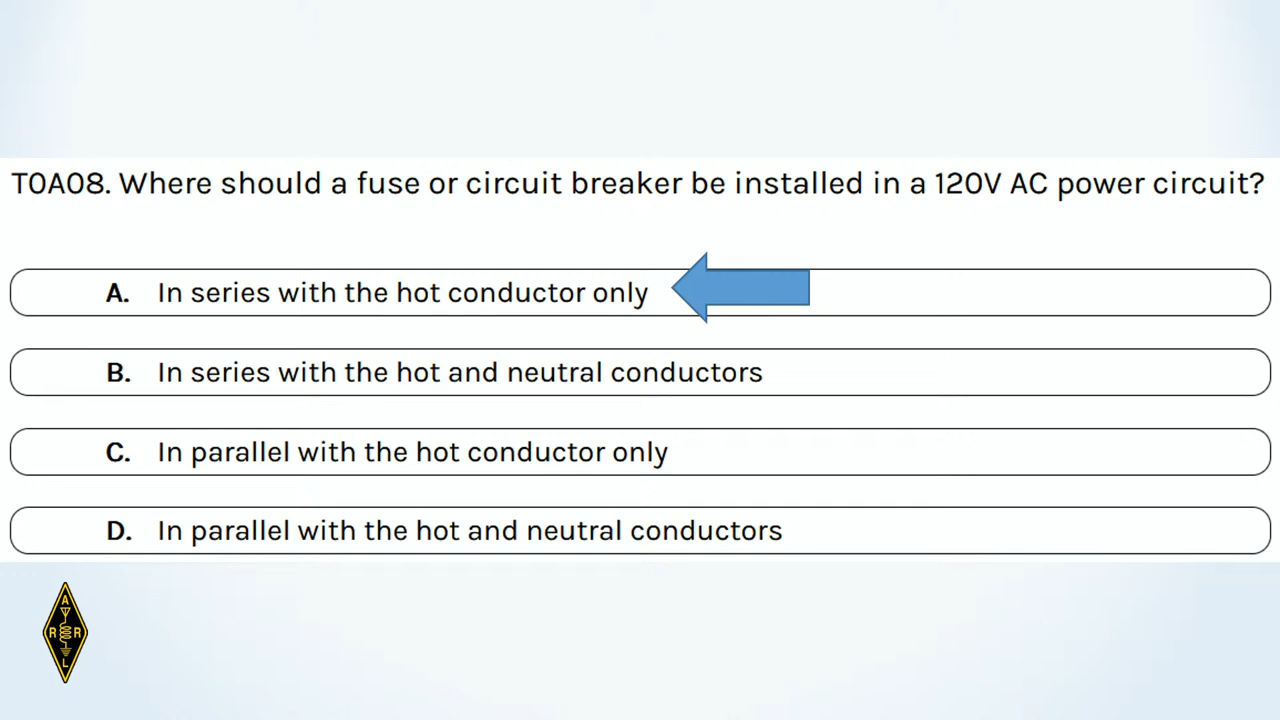 T0A08. Where should a fuse or circuit breaker be installed in a 120V AC power circuit?
A. In series with the hot conductor only
B. In series with the hot and neutral conductors
C. In parallel with the hot conductor only
D. In parallel with the hot and neutral conductors
A
R R
L